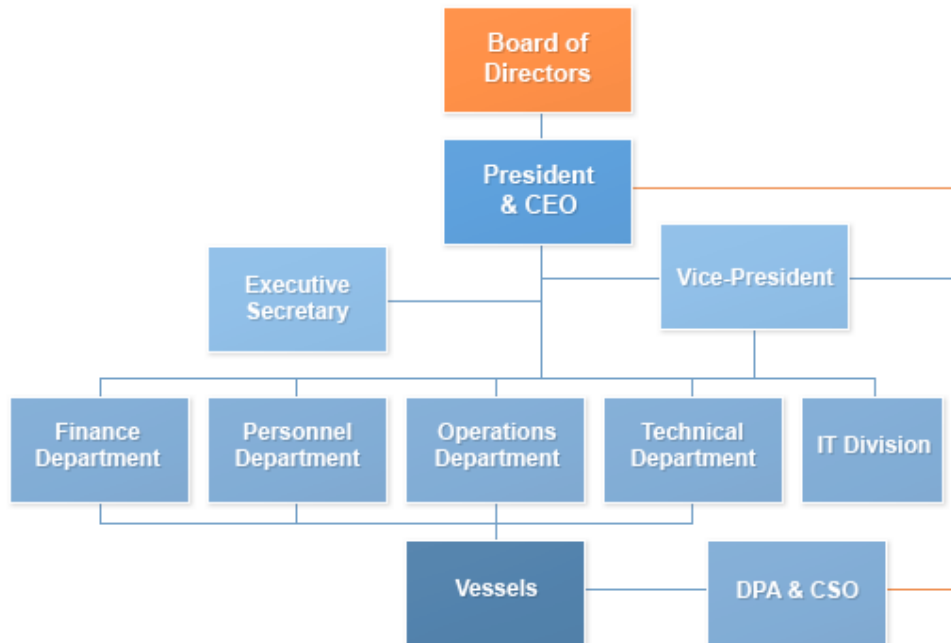 Board of
Directors
President
& CEO
Executive
Secretary
Vice-President
Finance
Department
Personnel
Department
Operations
Department
Technical
Department
IT Division
Vessels
DPA & CSO